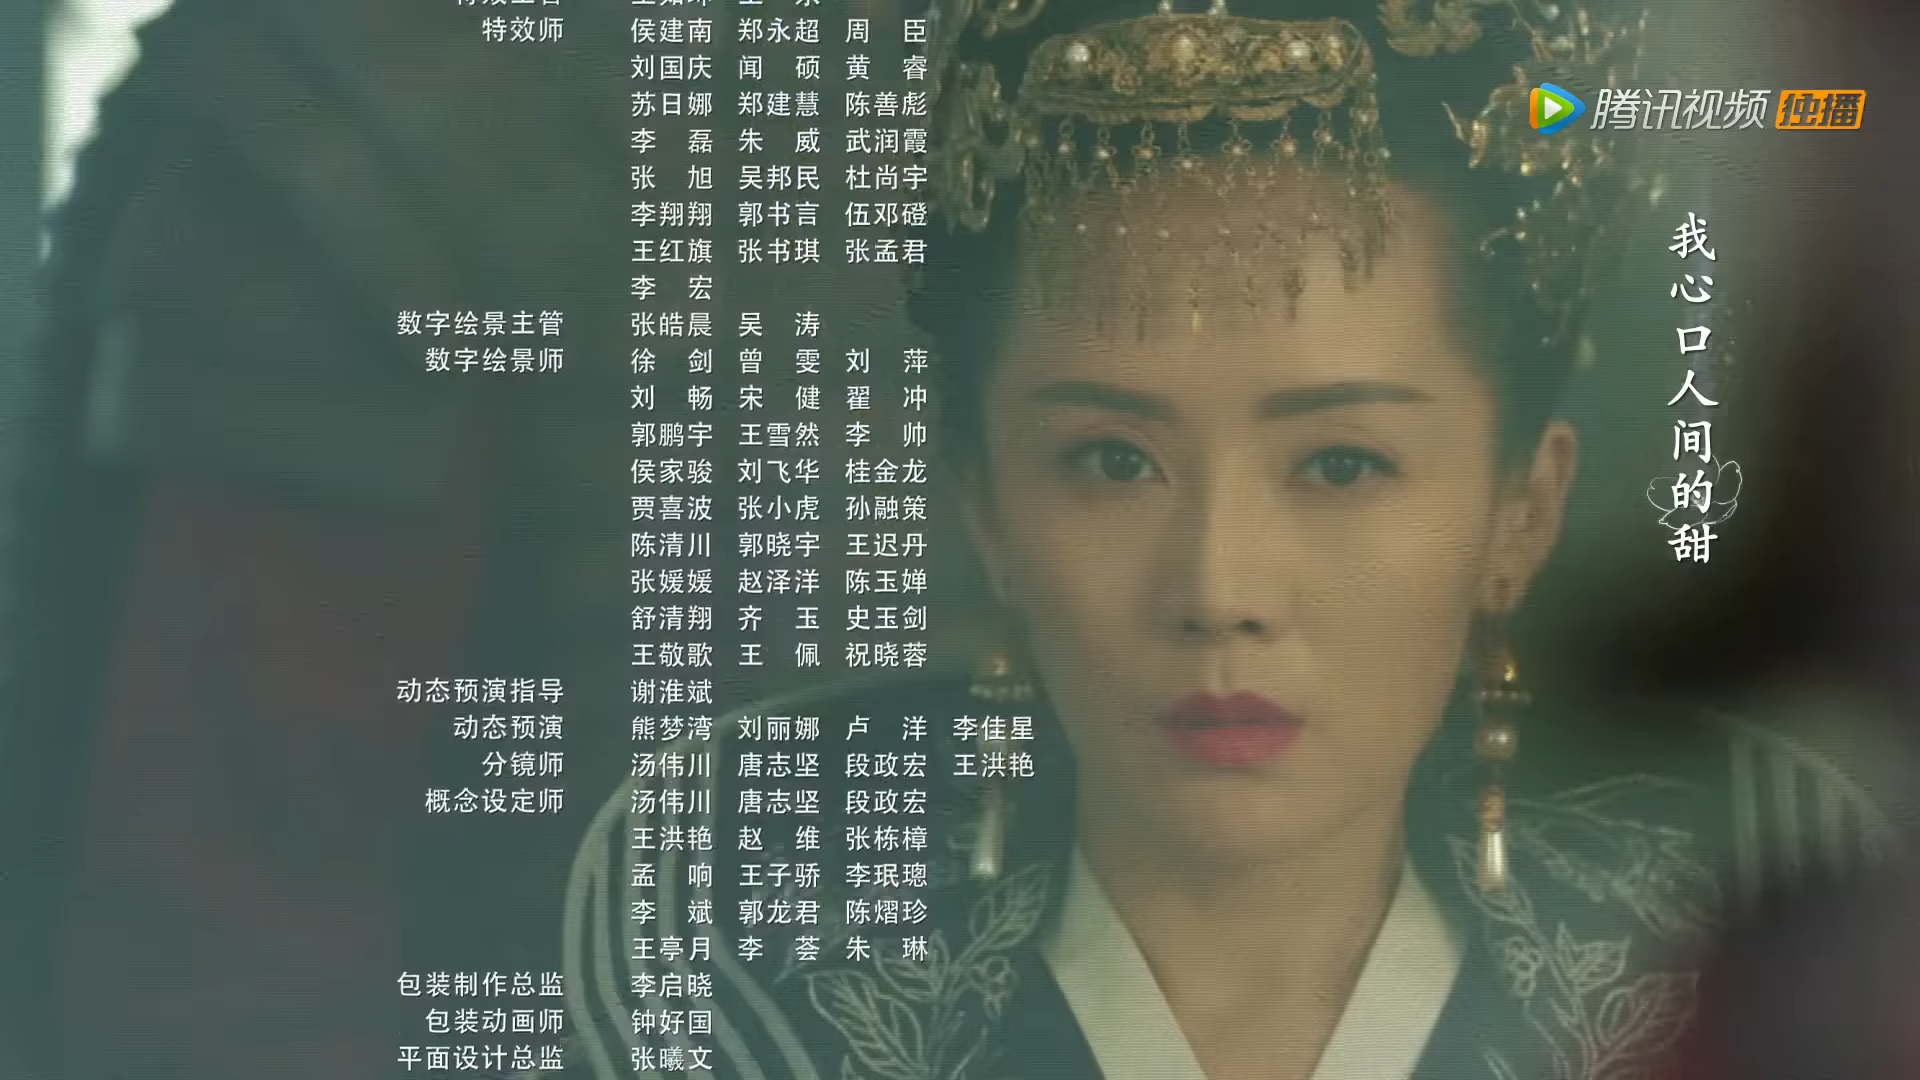 特效师 侯建南 郑永超 周 臣
刘国庆 闻 硕 黄 睿
苏日娜 郑建慧 陈善彪
李 磊 朱 威 武润霞
张 旭 吴邦民 杜尚宇
李翔翔 郭书言 伍邓磴
王红旗 张书琪 张孟君
李 宏
数字绘景主管 张皓晨 吴 涛
数字绘景师 徐 剑 曾 雯 刘 萍
刘 畅 宋 健 翟 冲
郭鹏宇 王雪然 李 帅
侯家骏 刘飞华 桂金龙
贾喜波 张小虎 孙融策
陈清川 郭晓宇 王迟丹
张媛媛 赵泽洋 陈玉婵
舒清翔 齐 玉 史玉剑
王敬歌 王 佩 祝晓蓉
动态预演指导 谢淮斌
动态预演 熊梦湾 刘丽娜 卢 洋 李佳星
分镜师 汤伟川 唐志坚 段政宏 王洪艳
概念设定师 汤伟川 唐志坚 段政宏
王洪艳 赵 维 张栋樟
孟 响 王子骄 李珉璁
李 斌 郭龙君 陈熠珍
王亭月 李 荟 朱 琳
包装制作总监 李启晓
包装动画师 钟好国
平面设计总监 张曦文
腾讯视频 独播
我心口人间的甜